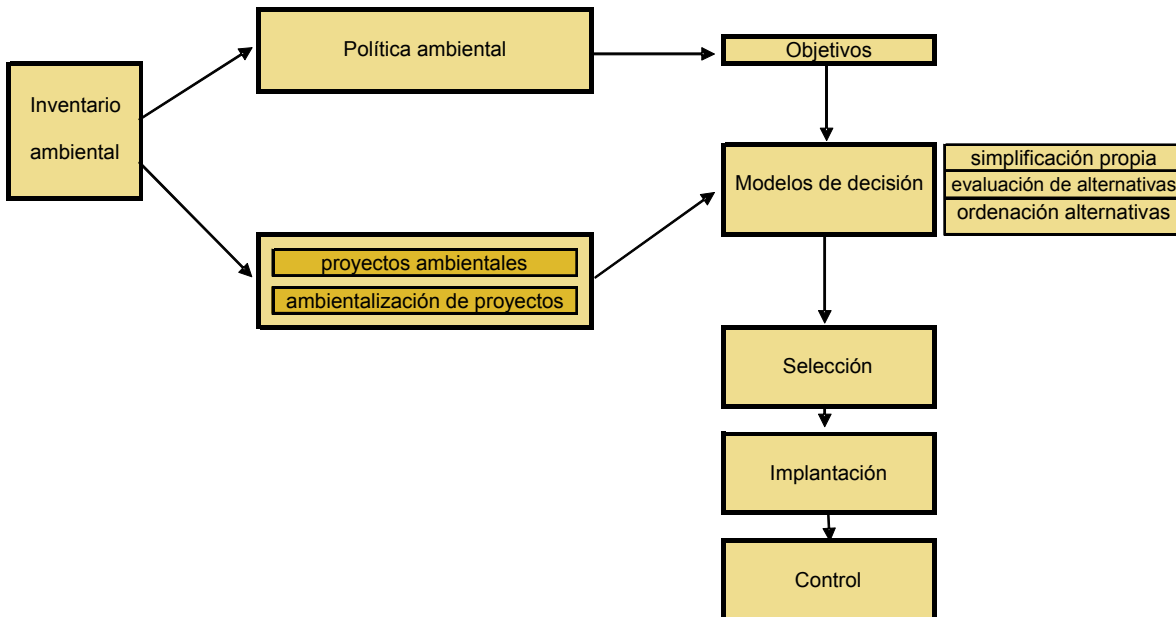 Política ambiental
Objetivos
Inventario
ambiental
Modelos de decisión
simplificación propia
evaluación de alternativas
ordenación alternativas
proyectos ambientales
ambientalización de proyectos
Selección
Implantación
Control